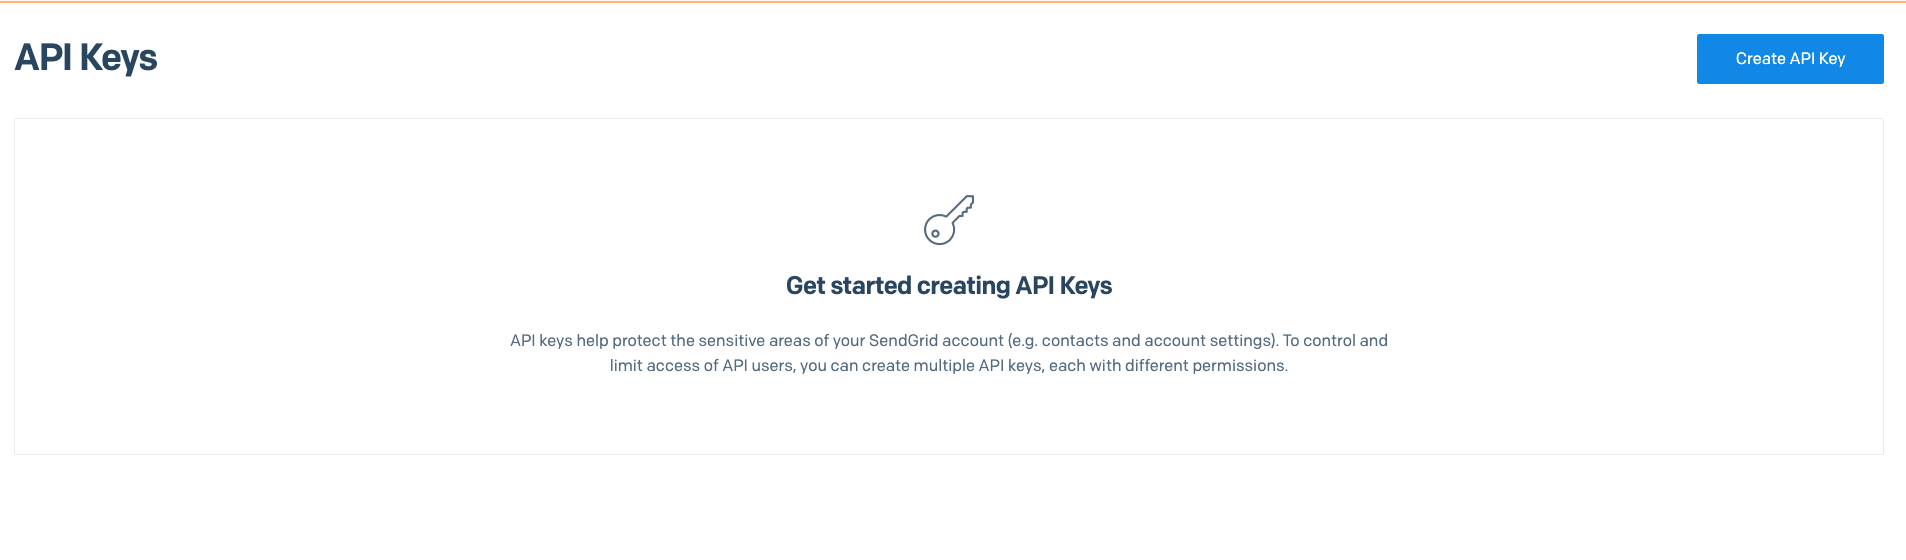 API Keys
Create API Key
Get started creating API Keys
API keys help protect the sensitive areas of your SendGrid account (e.g. contacts and account settings). To control and
limit access of API users, you can create multiple API keys, each with different permissions.